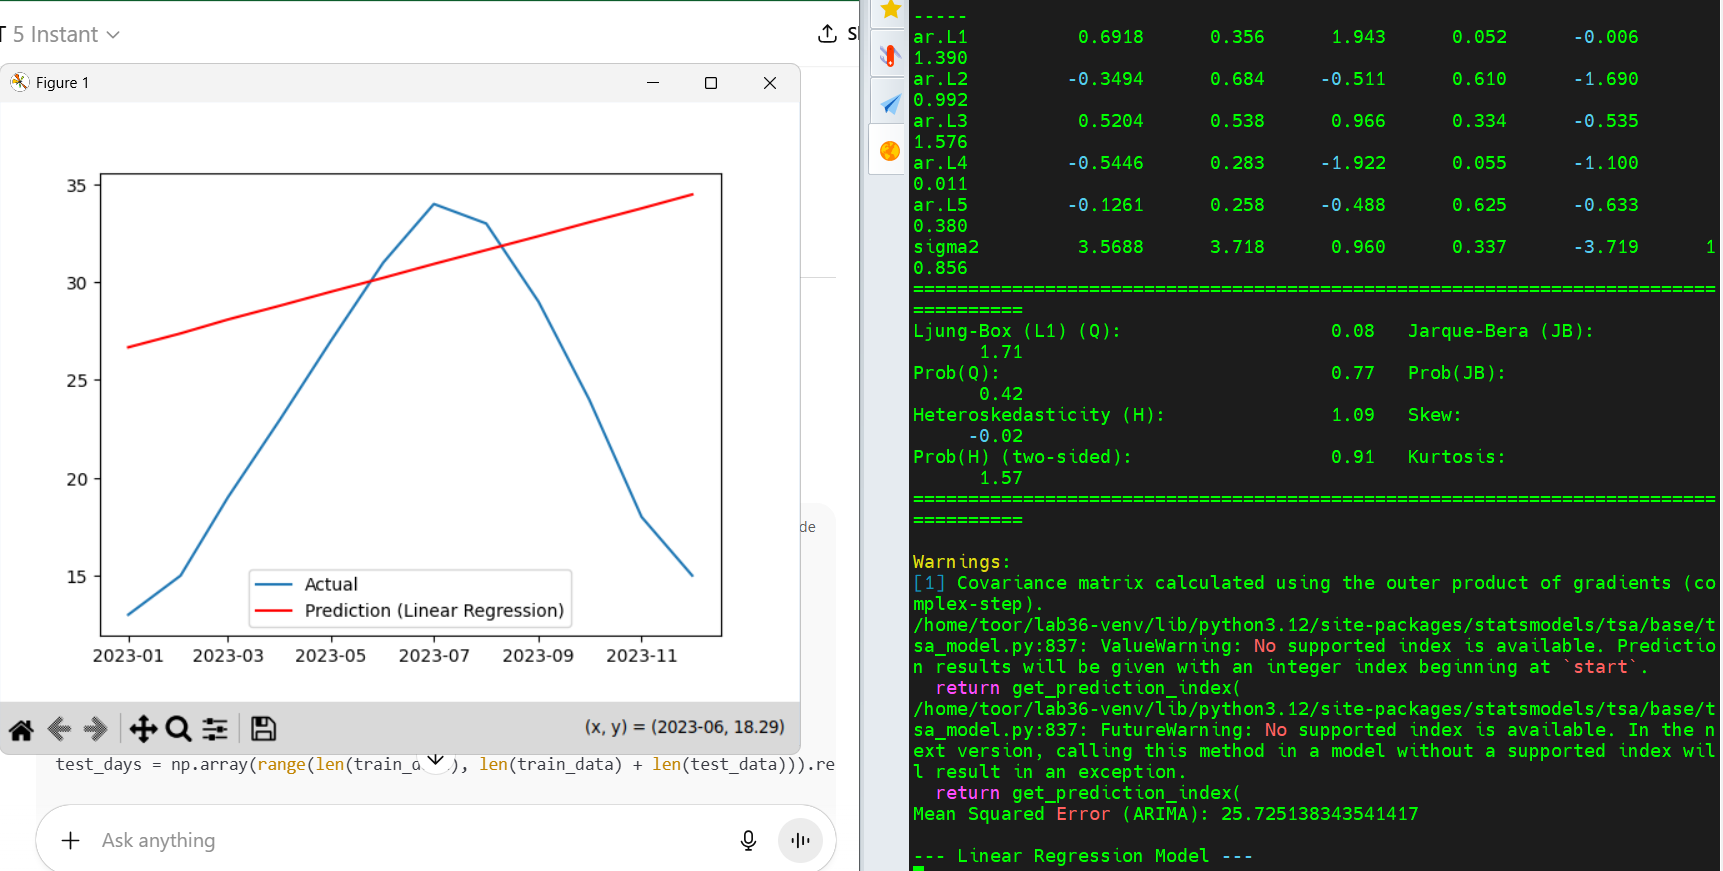 T 5 Instant
Figure 1
35
30
25
20
15
Actual
Prediction (Linear Regression)
2023-01 2023-03 2023-05 2023-07 2023-09 2023-11
(x, y) = (2023-06, 18.29)
de
test_days = np.array(range(len(train_d), len(train_data) + len(test_data))).re
Ask anything
-----
ar.L1 0.6918 0.356 1.943 0.052 -0.006
1.390
ar.L2 -0.3494 0.684 -0.511 0.610 -1.690
0.992
ar.L3 0.5204 0.538 0.966 0.334 -0.535
1.576
ar.L4 -0.5446 0.283 -1.922 0.055 -1.100
0.011
ar.L5 -0.1261 0.258 -0.488 0.625 -0.633
0.380
sigma2 3.5688 3.718 0.960 0.337 -3.719 1
0.856
=========================================================================
==========
Ljung-Box (L1) (Q): 0.08 Jarque-Bera (JB):
1.71
Prob(Q): 0.77 Prob(JB):
0.42
Heteroskedasticity (H): 1.09 Skew:
-0.02
Prob(H) (two-sided): 0.91 Kurtosis:
1.57
=========================================================================
==========
Warnings:
[1] Covariance matrix calculated using the outer product of gradients (co
mplex-step).
/home/toor/lab36-venv/lib/python3.12/site-packages/statsmodels/tsa/base/t
sa_model.py:837: ValueWarning: No supported index is available. Predictio
n results will be given with an integer index beginning at `start`.
return get_prediction_index(
/home/toor/lab36-venv/lib/python3.12/site-packages/statsmodels/tsa/base/t
sa_model.py:837: FutureWarning: No supported index is available. In the n
ext version, calling this method in a model without a supported index wil
l result in an exception.
return get_prediction_index(
Mean Squared Error (ARIMA): 25.725138343541417
--- Linear Regression Model ---